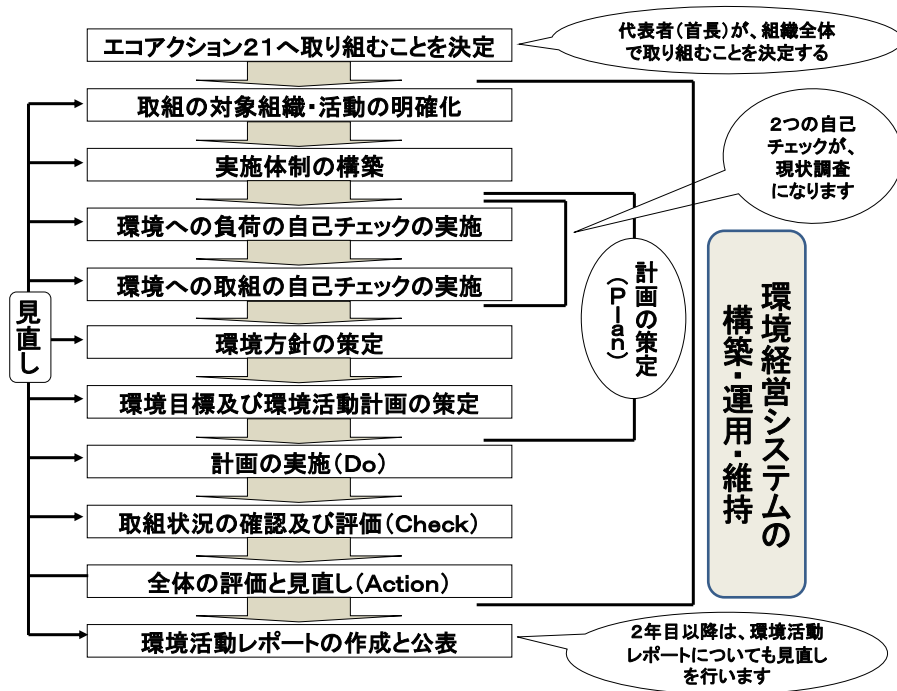 エコアクション２１へ取り組むことを決定
代表者（首長）が、組織全体
で取り組むことを決定する
取組の対象組織・活動の明確化
実施体制の構築
２つの自己
チェックが、
現状調査
になります
環境への負荷の自己チェックの実施
環境への取組の自己チェックの実施
計画の策定
（Ｐｌａｎ）
環境経営システムの
構築・運用・維持
見直し
環境方針の策定
環境目標及び環境活動計画の策定
計画の実施（Ｄｏ）
取組状況の確認及び評価（Ｃｈｅｃｋ）
全体の評価と見直し（Ａｃｔｉｏｎ）
環境活動レポートの作成と公表
２年目以降は、環境活動
レポートについても見直し
を行います